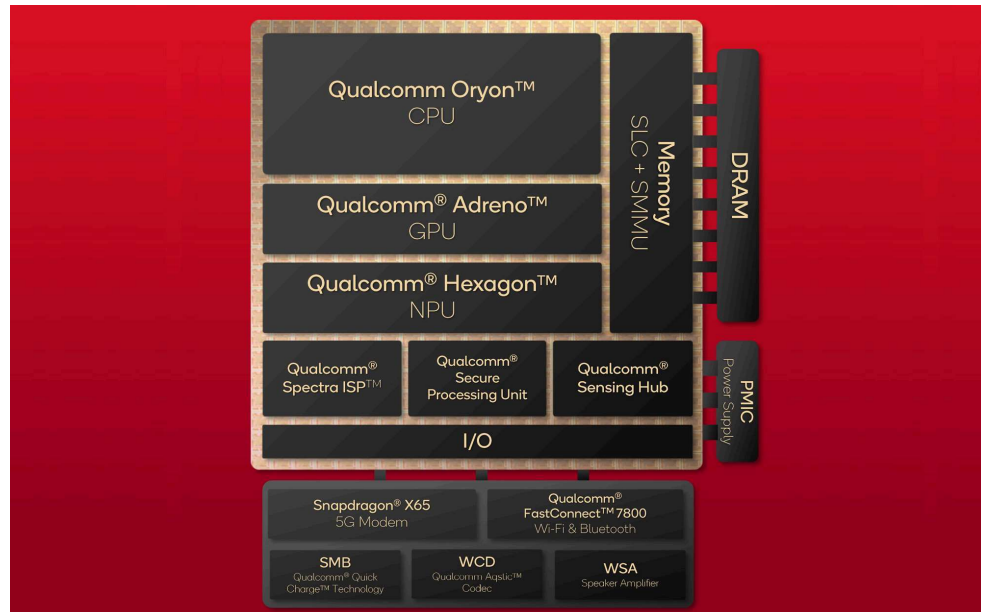 Qualcomm Oryon™
CPU
Qualcomm® Adreno™
GPU
Qualcomm® Hexagon™
NPU
Memory
SLC + SMMU
DRAM
Qualcomm®
Spectra ISP™
Qualcomm®
Secure
Processing Unit
Qualcomm®
Sensing Hub
PMIC
Power Supply
I/O
Snapdragon® X65
5G Modem
Qualcomm®
FastConnect™ 7800
Wi-Fi & Bluetooth
SMB
Qualcomm® Quick
Charge™ Technology
WCD
Qualcomm Aqstic™
Codec
WSA
Speaker Amplifier